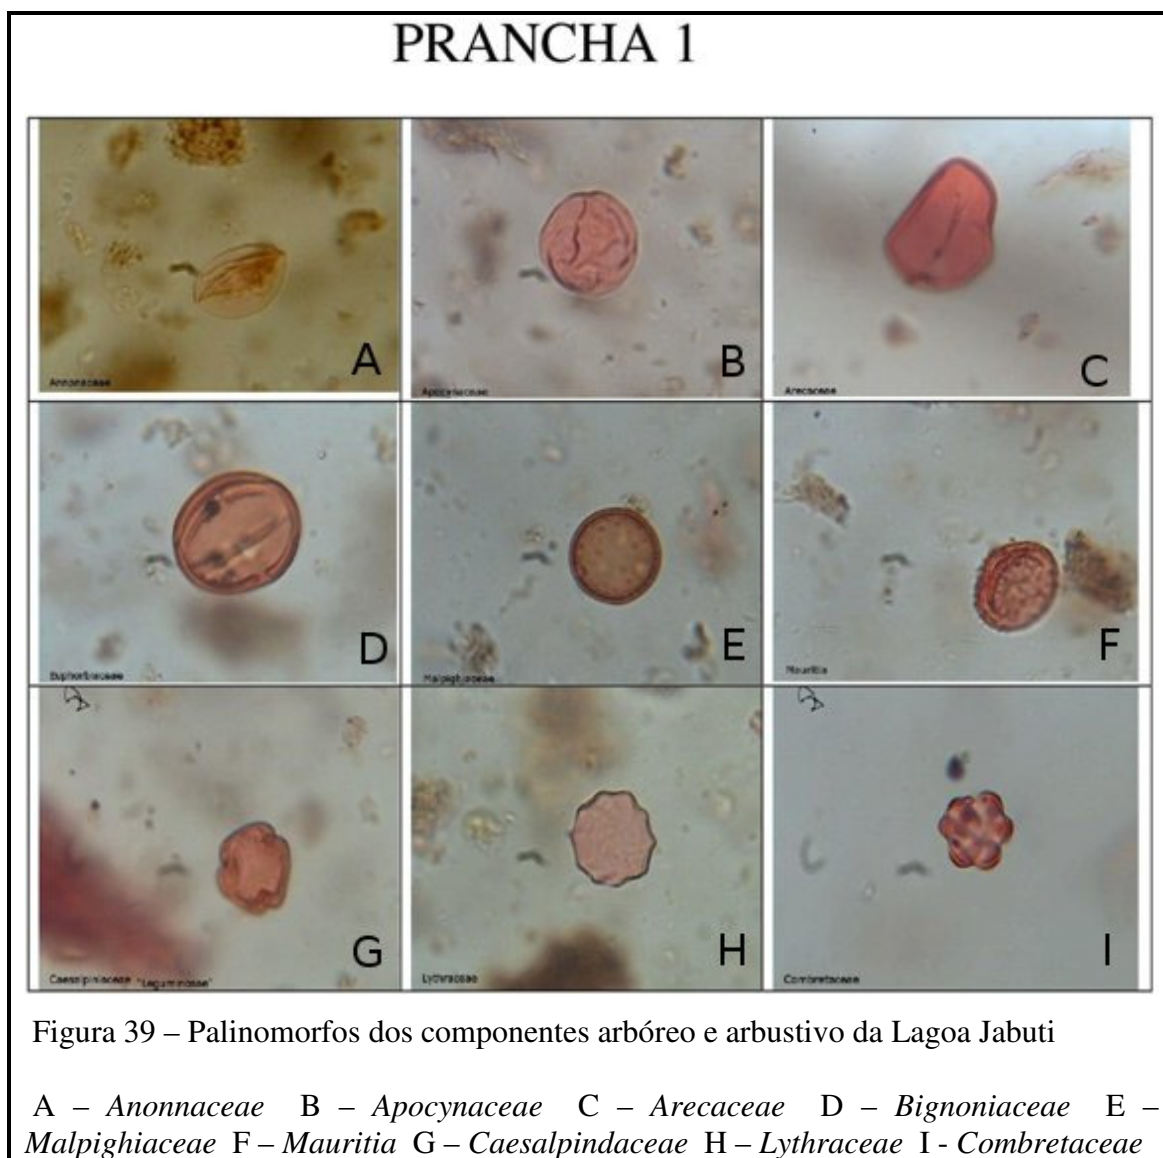 PRANCHA 1
A
Annonaceae
B
Apocynaceae
C
Arecaceae
D
Euphorbiaceae
E
Malpighiaceae
F
Mauritia
G
Caesalpiniaceae "Leguminosae"
H
Lythraceae
I
Combretaceae
Figura 39 – Palinomorfos dos componentes arbóreo e arbustivo da Lagoa Jabuti
A – Anonnaceae B – Apocynaceae C – Arecaceae D – Bignoniaceae E –
Malpighiaceae F – Mauritia G – Caesalpindaceae H – Lythraceae I - Combretaceae